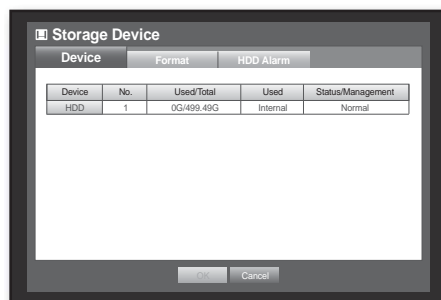 Storage Device
Device Format HDD Alarm
Device No. Used/Total Used Status/Management
HDD 1 0G/499.49G Internal Normal
OK Cancel